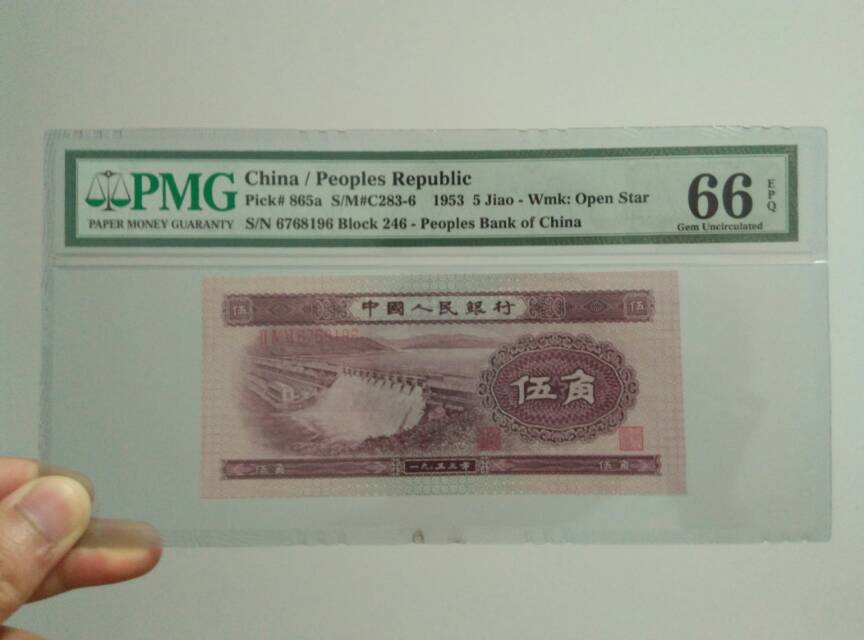 PMG
PAPER MONEY GUARANTY
China / Peoples Republic
Pick# 865a S/M#C283-6 1953 5 Jiao - Wmk: Open Star
S/N 6768196 Block 246 - Peoples Bank of China
66
EPQ
Gem Uncirculated
伍 中國人民銀行 伍
伍角
伍角 一九五三年 伍角